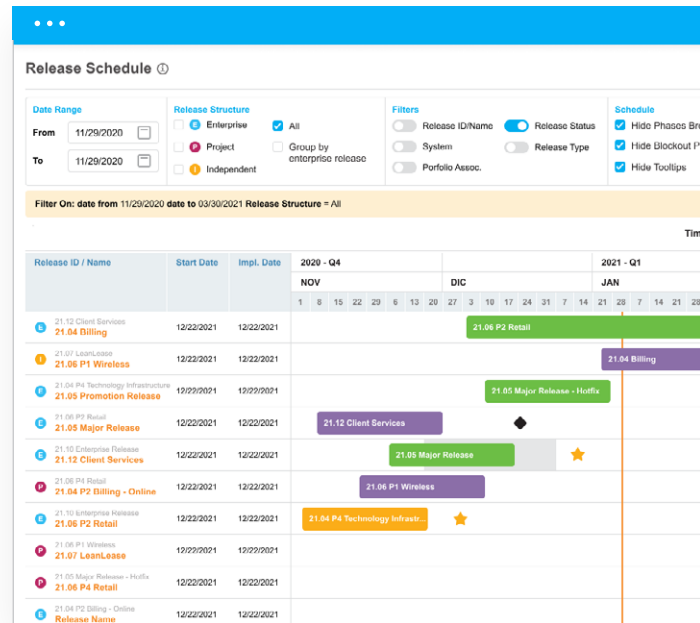 Release Schedule
Date Range
From 11/29/2020
To 11/29/2020
Release Structure
E Enterprise
P Project
I Independent
All
Group by
enterprise release
Filters
Release ID/Name
System
Porfolio Assoc.
Release Status
Release Type
Schedule
Hide Phases Br
Hide Blockout P
Hide Tooltips
Filter On: date from 11/29/2020 date to 03/30/2021 Release Structure = All
Tim
Release ID / Name Start Date Impl. Date 2020 - Q4 2021 - Q1
NOV DIC JAN
1 8 15 22 29 6 13 20 27 3 10 17 24 31 7 14 21 28 7 14 21 28
E 21.12 Client Services
21.04 Billing 12/22/2021 12/22/2021 21.06 P2 Retail
I 21.07 LeanLease
21.06 P1 Wireless 12/22/2021 12/22/2021 21.04 Billing
21.04 P4 Technology Infrastructure
21.05 Promotion Release 12/22/2021 12/22/2021 21.05 Major Release - Hotfix
E 21.06 P2 Retail
21.05 Major Release 12/22/2021 12/22/2021 21.12 Client Services
E 21.10 Enterprise Release
21.12 Client Services 12/22/2021 12/22/2021 21.05 Major Release
P 21.06 P4 Retail
21.04 P2 Billing - Online 12/22/2021 12/22/2021 21.06 P1 Wireless
E 21.10 Enterprise Release
21.06 P2 Retail 12/22/2021 12/22/2021 21.04 P4 Technology Infrastr...
P 21.06 P1 Wireless
21.07 LeanLease 12/22/2021 12/22/2021
P 21.05 Major Release - Hotfix
21.06 P4 Retail 12/22/2021 12/22/2021
E 21.04 P2 Billing - Online
Release Name 12/22/2021 12/22/2021